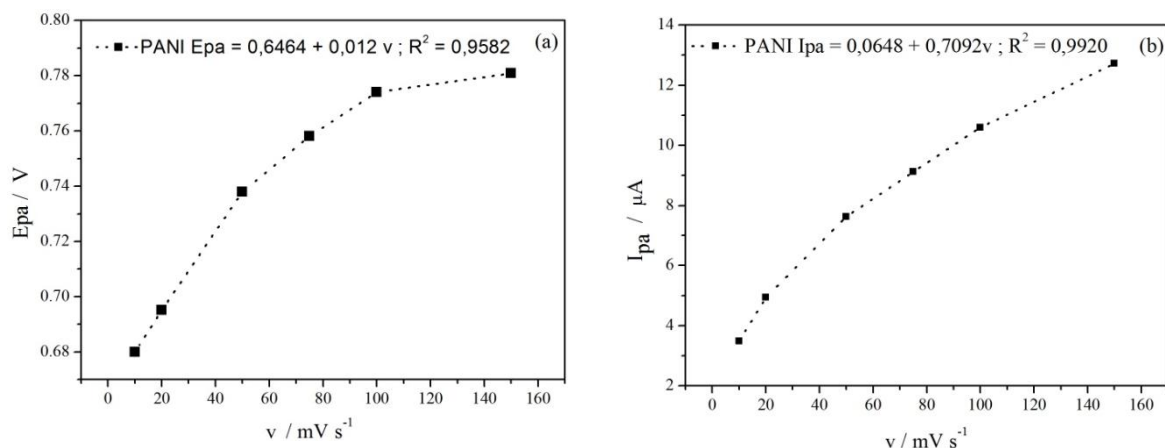 PANI Epa = 0,6464 + 0,012 v ; R² = 0,9582
(a)
0.80
0.78
0.76
0.74
0.72
0.70
0.68
Epa / V
0 20 40 60 80 100 120 140 160
v / mV s⁻¹
PANI Ipa = 0,0648 + 0,7092v ; R² = 0,9920
(b)
14
12
10
8
6
4
2
Ipa / μA
0 20 40 60 80 100 120 140 160
v / mV s⁻¹